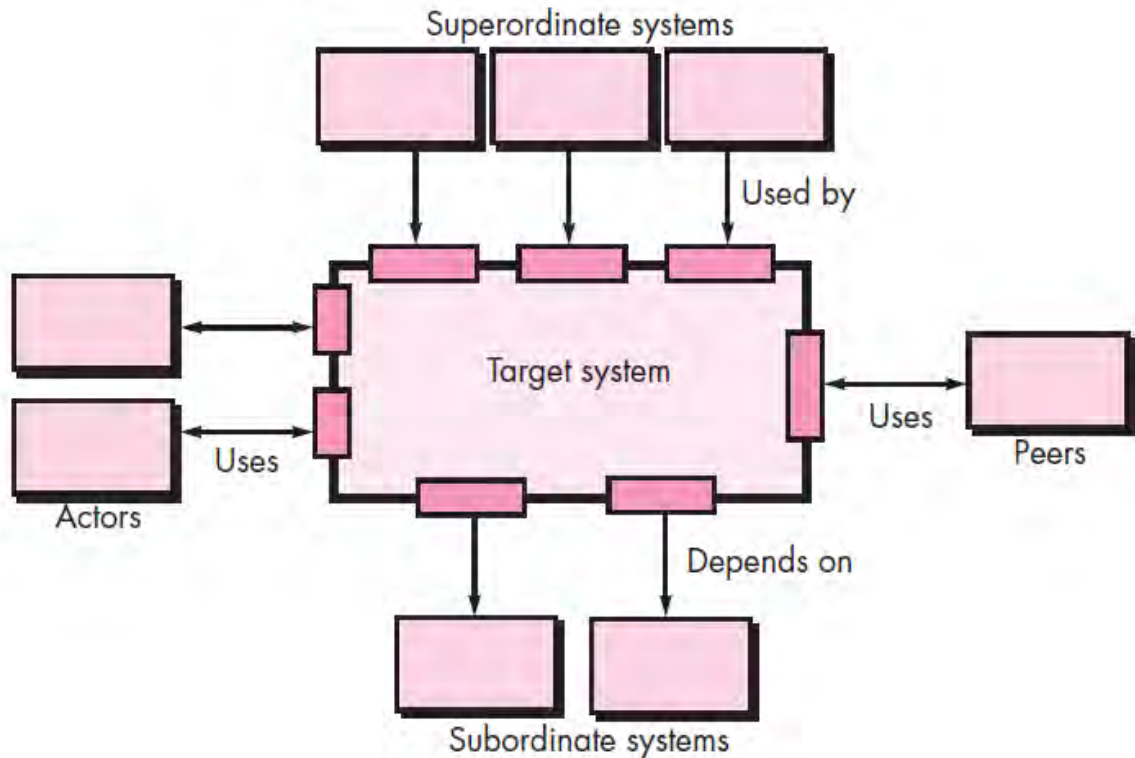 Superordinate systems
Used by
Target system
Uses
Peers
Uses
Actors
Depends on
Subordinate systems